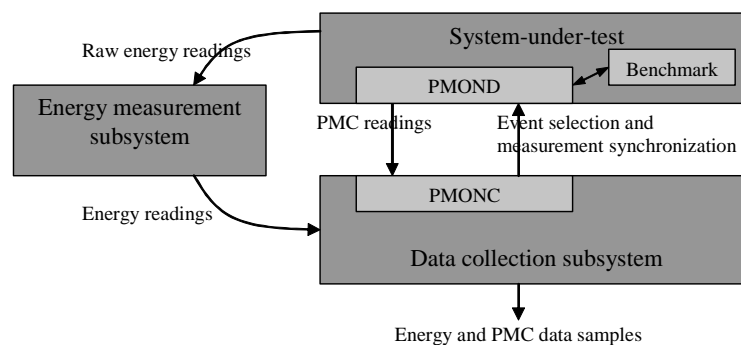 System-under-test
Raw energy readings
Benchmark
PMOND
Energy measurement
subsystem
PMC readings
Event selection and
measurement synchronization
PMONC
Energy readings
Data collection subsystem
Energy and PMC data samples